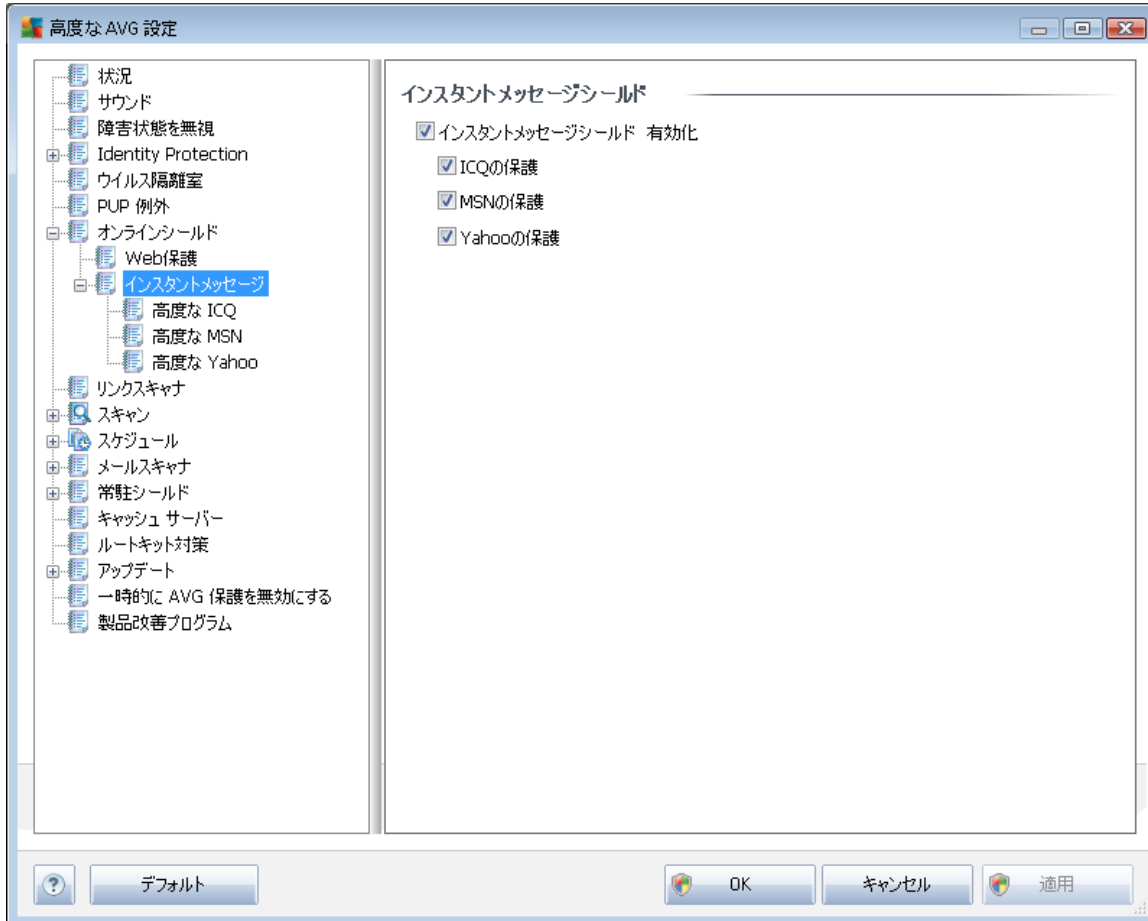 高度な AVG 設定
状況
サウンド
障害状態を無視
Identity Protection
ウイルス隔離室
PUP 例外
オンラインシールド
Web保護
インスタントメッセージ
高度な ICQ
高度な MSN
高度な Yahoo
リンクスキャナ
スキャン
スケジュール
メールスキャナ
常駐シールド
キャッシュ サーバー
ルートキット対策
アップデート
一時的に AVG 保護を無効にする
製品改善プログラム
インスタントメッセージシールド
インスタントメッセージシールド 有効化
ICQの保護
MSNの保護
Yahooの保護
?
デフォルト
OK
キャンセル
適用